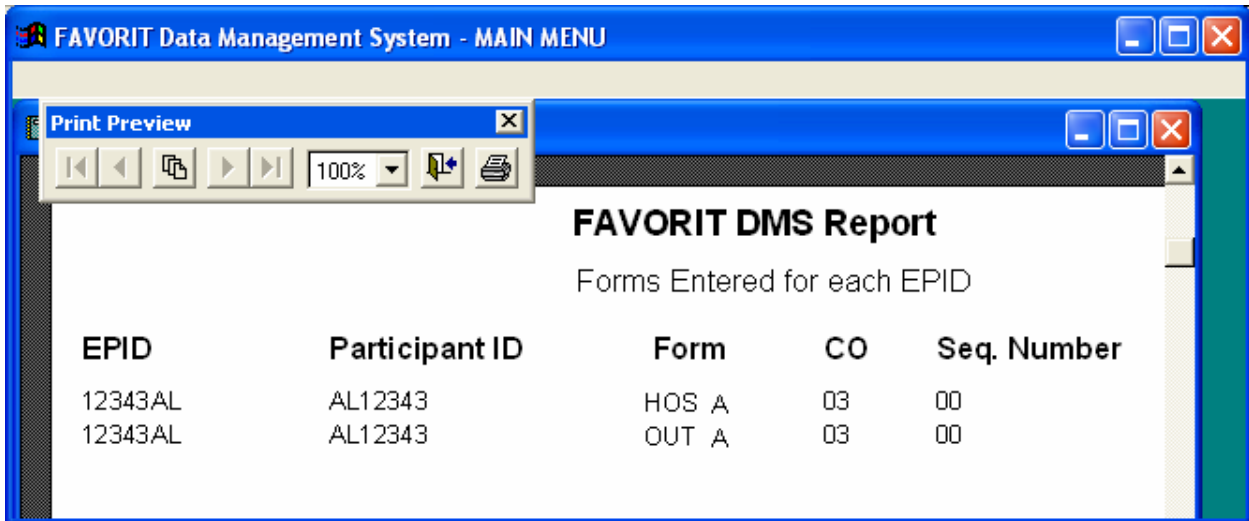 FAVORIT Data Management System - MAIN MENU
Print Preview
100%
FAVORIT DMS Report
Forms Entered for each EPID
EPID Participant ID Form CO Seq. Number
12343AL AL12343 HOS A 03 00
12343AL AL12343 OUT A 03 00